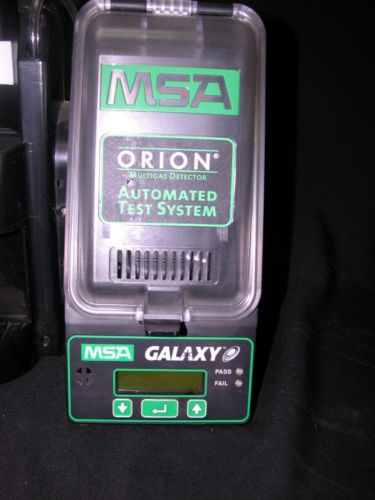 MSA
ORION®
MULTIGAS DETECTOR
AUTOMATED
TEST SYSTEM
MSA GALAXY
PASS
FAIL